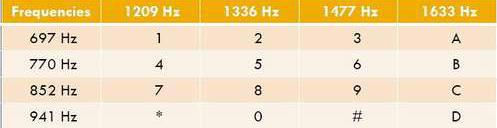 Frequencies 1209 Hz 1336 Hz 1477 Hz 1633 Hz
697 Hz 1 2 3 A
770 Hz 4 5 6 B
852 Hz 7 8 9 C
941 Hz * 0 # D